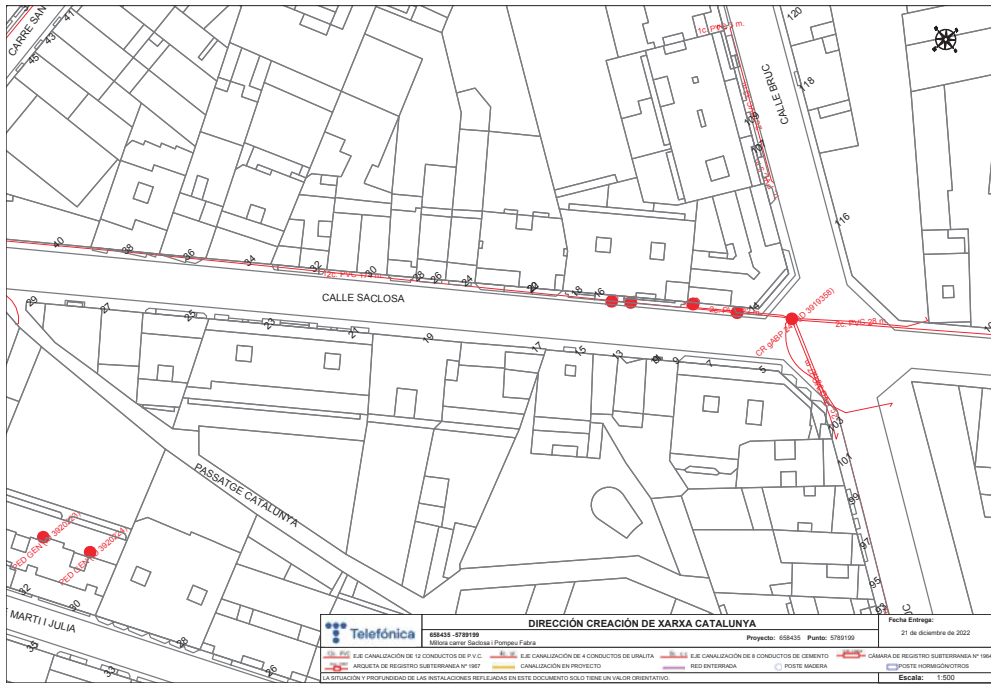 CARRE SAN
41
43
45
120
1c. PVC 3 m.
CALLE BRUC
118
116
40
38
36
34
32
30
28
26
24
18
16
14
2c. PVC 28 m.
CALLE SACLOSA
29
27
25
23
21
19
17
15
13
9
7
5
103
101
99
97
95
93
PASSATGE CATALUNYA
32
30
28
26
MARTI I JULIA
35
33
Telefónica
DIRECCIÓN CREACIÓN DE XARXA CATALUNYA
658435 -5789199
Millora carrer Saclosa i Pompeu Fabra
Proyecto: 658435 Punto: 5789199
Fecha Entrega:
21 de diciembre de 2022
EJE CANALIZACIÓN DE 12 CONDUCTOS DE P.V.C.
EJE CANALIZACIÓN DE 4 CONDUCTOS DE URALITA
EJE CANALIZACIÓN DE 8 CONDUCTOS DE CEMENTO
CÁMARA DE REGISTRO SUBTERRANEA Nº 1984
ARQUETA DE REGISTRO SUBTERRANEA Nº 1957
CANALIZACIÓN EN PROYECTO
RED ENTERRADA
POSTE MADERA
POSTE HORMIGÓN/OTROS
LA SITUACIÓN Y PROFUNDIDAD DE LAS INSTALACIONES REFLEJADAS EN ESTE DOCUMENTO SOLO TIENE UN VALOR ORIENTATIVO.
Escala: 1:500